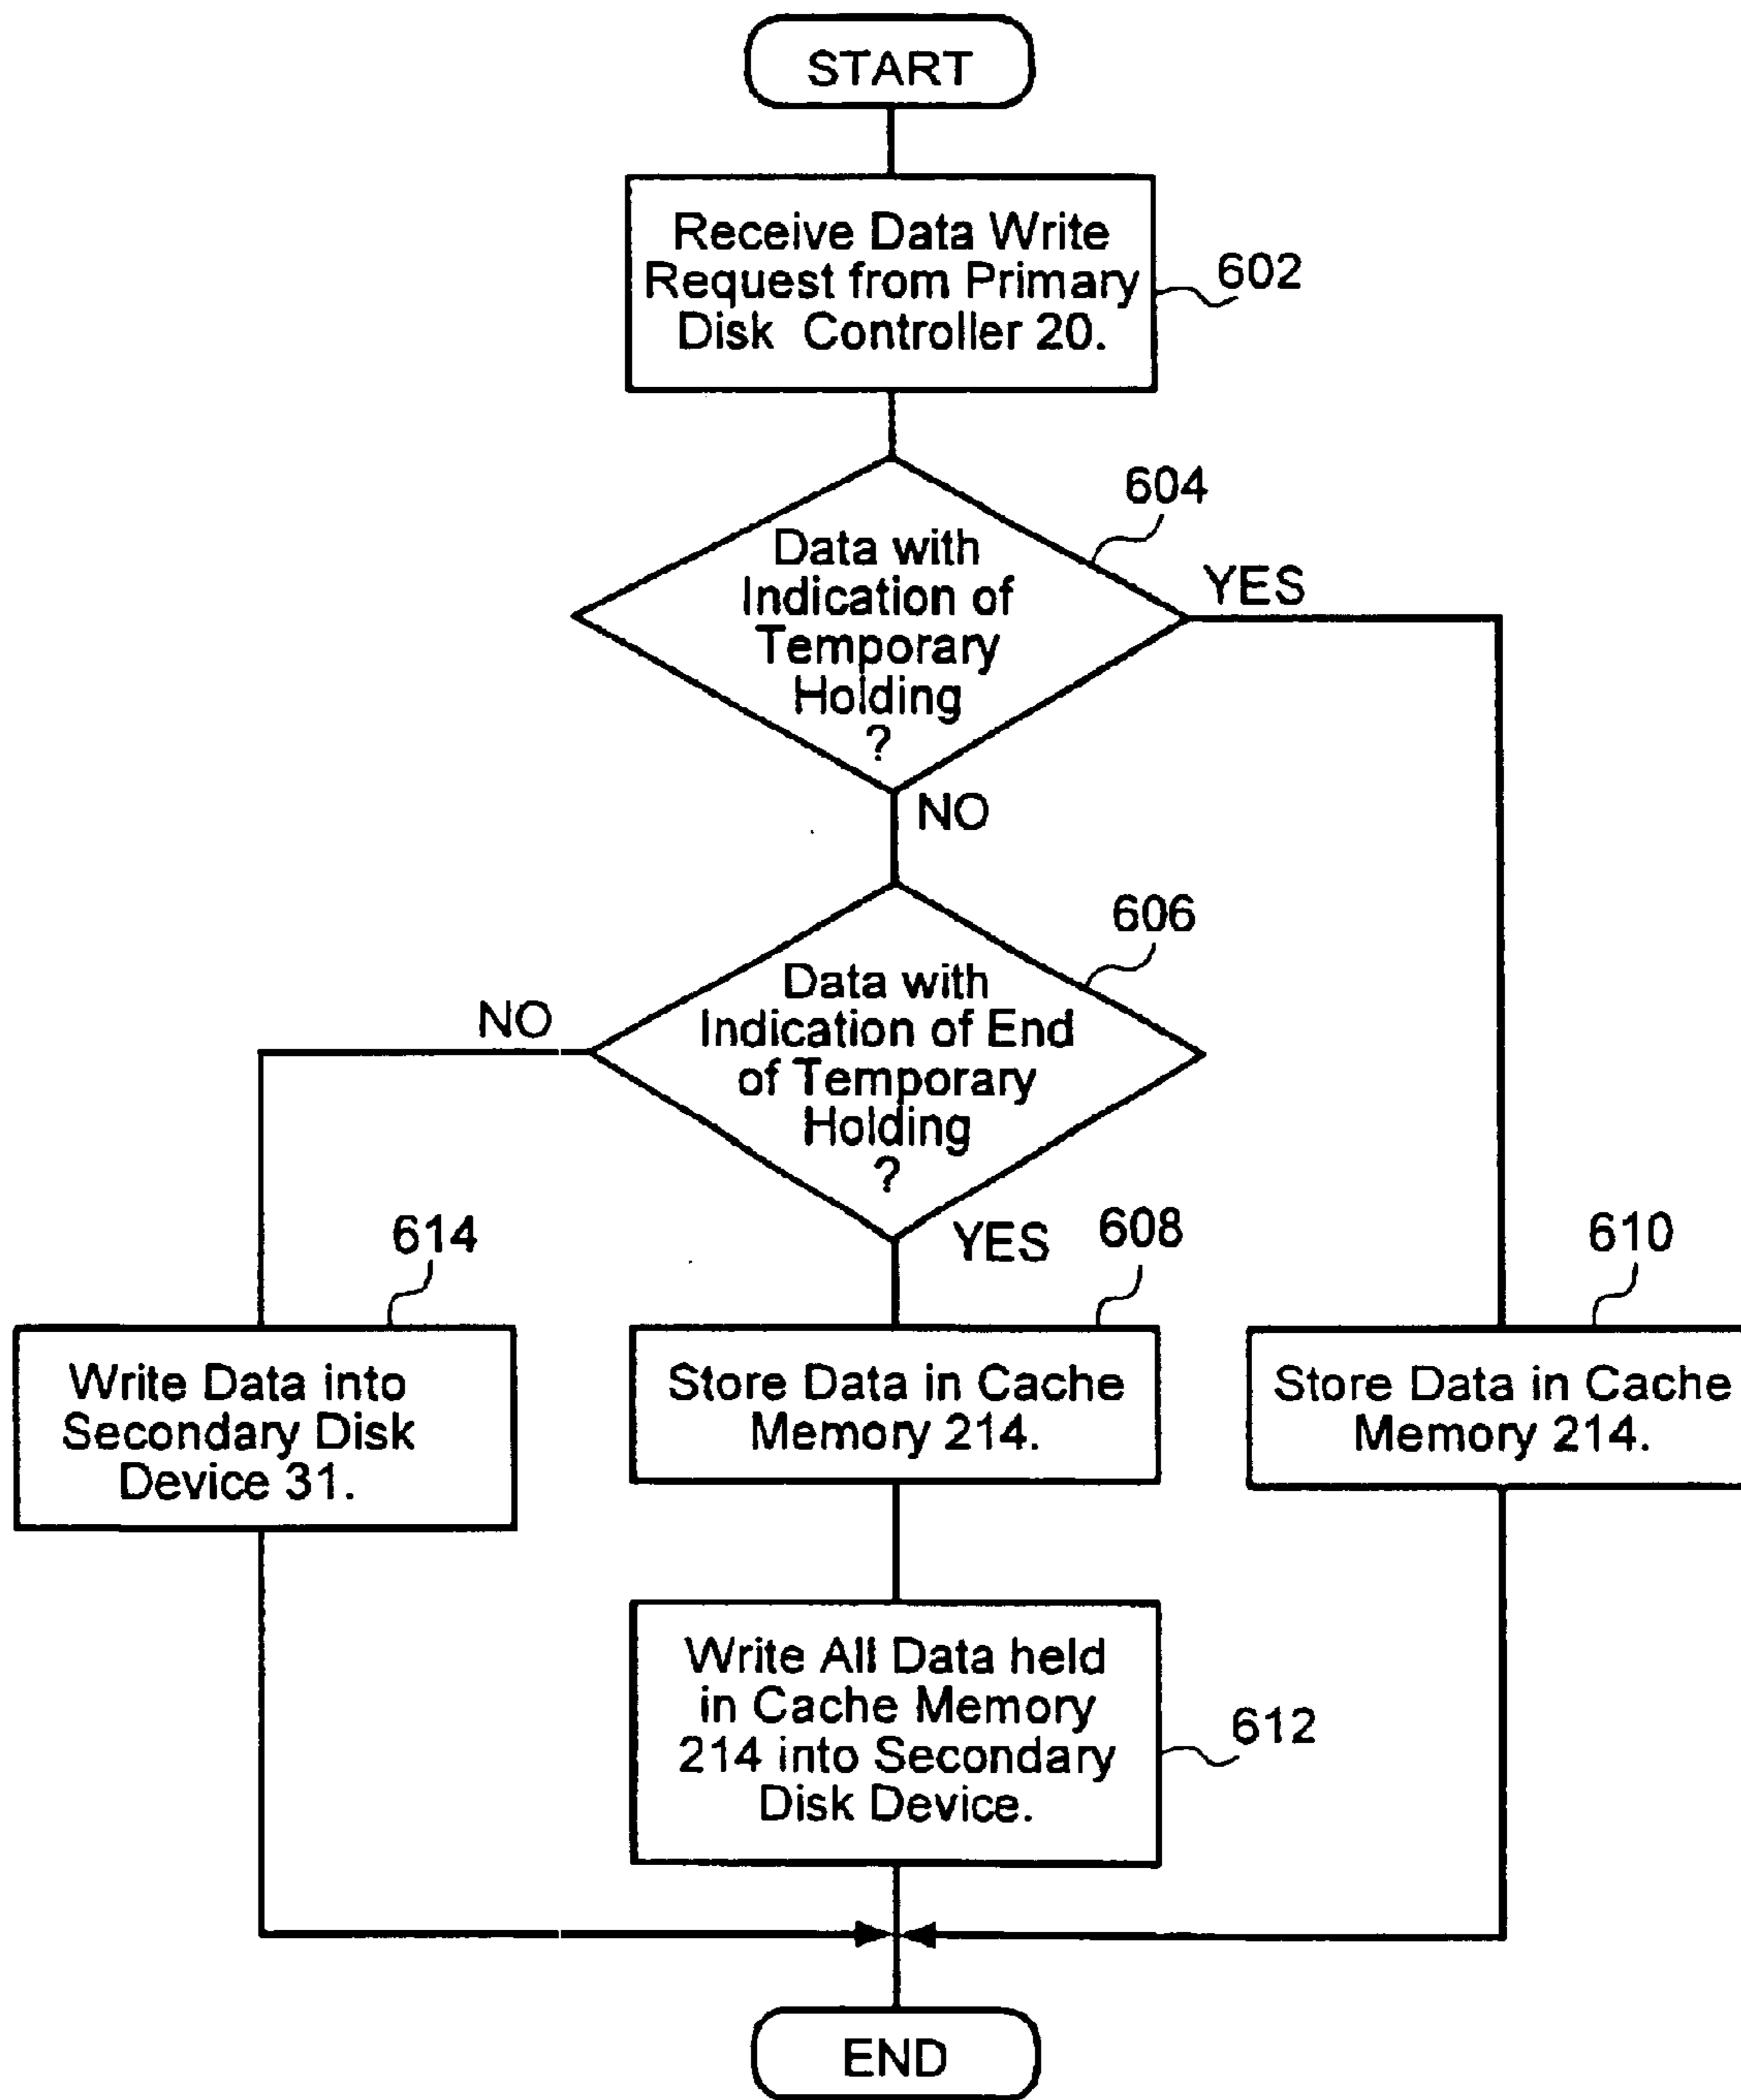 START
Receive Data Write
Request from Primary
Disk Controller 20.
602
604
Data with
Indication of
Temporary
Holding
?
YES
NO
606
Data with
Indication of End
of Temporary
Holding
?
NO
YES
614
608
610
Write Data into
Secondary Disk
Device 31.
Store Data in Cache
Memory 214.
Store Data in Cache
Memory 214.
Write All Data held
in Cache Memory
214 into Secondary
Disk Device.
612
END